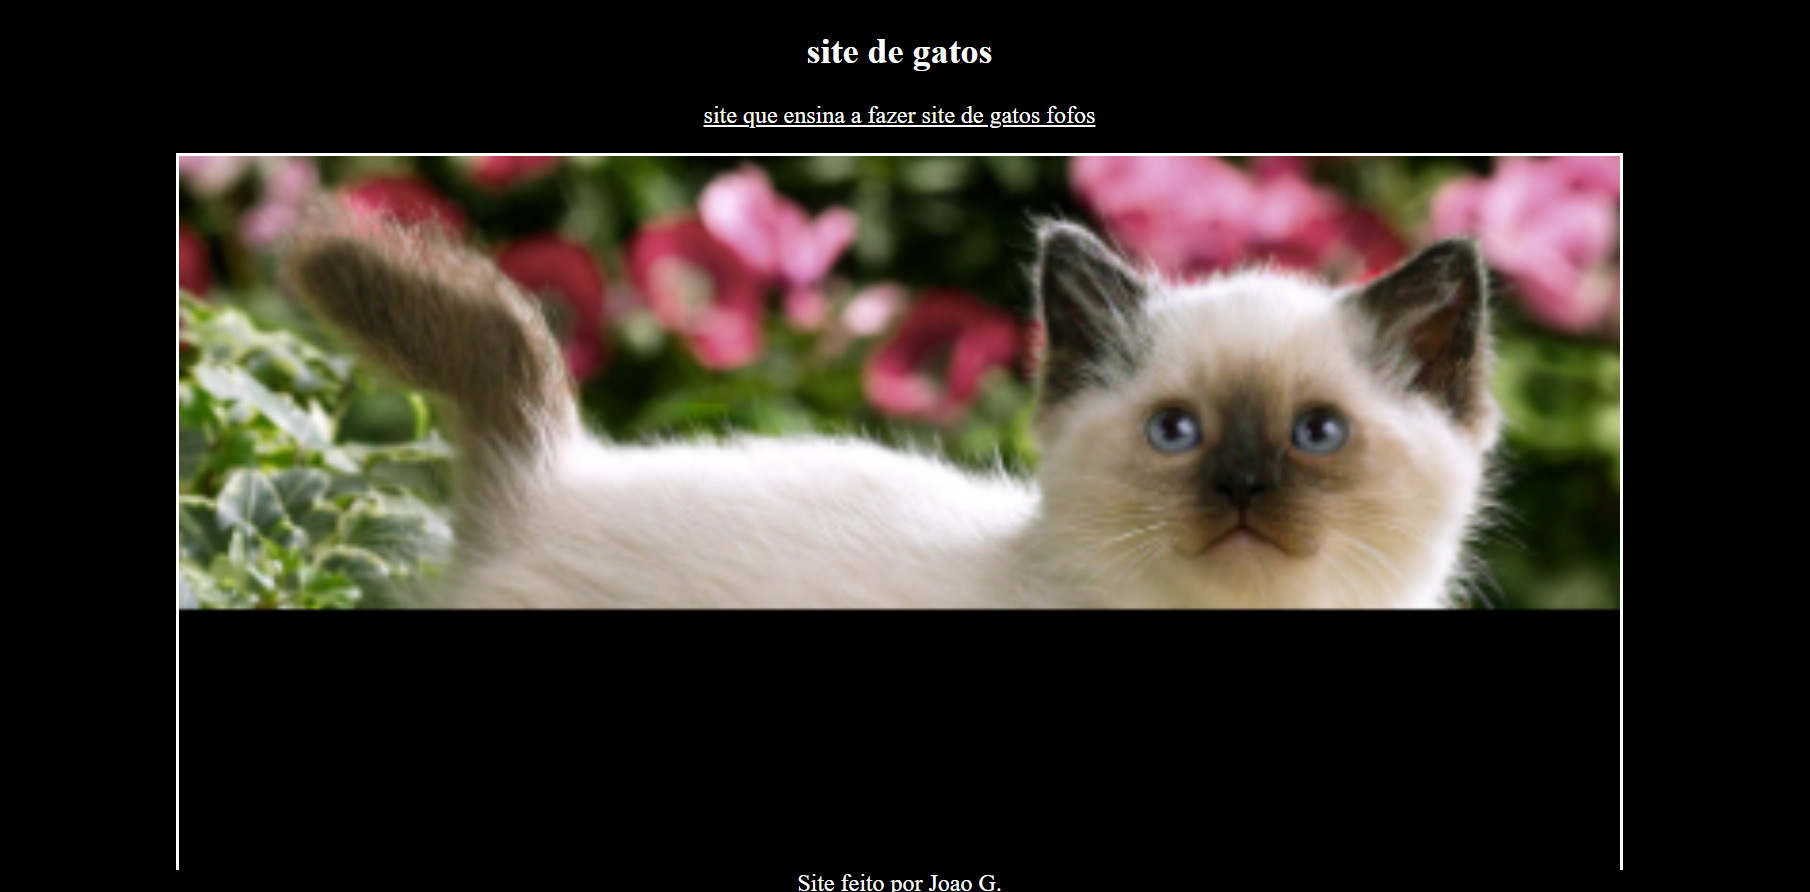 site de gatos
site que ensina a fazer site de gatos fofos
Site feito por Joao G.